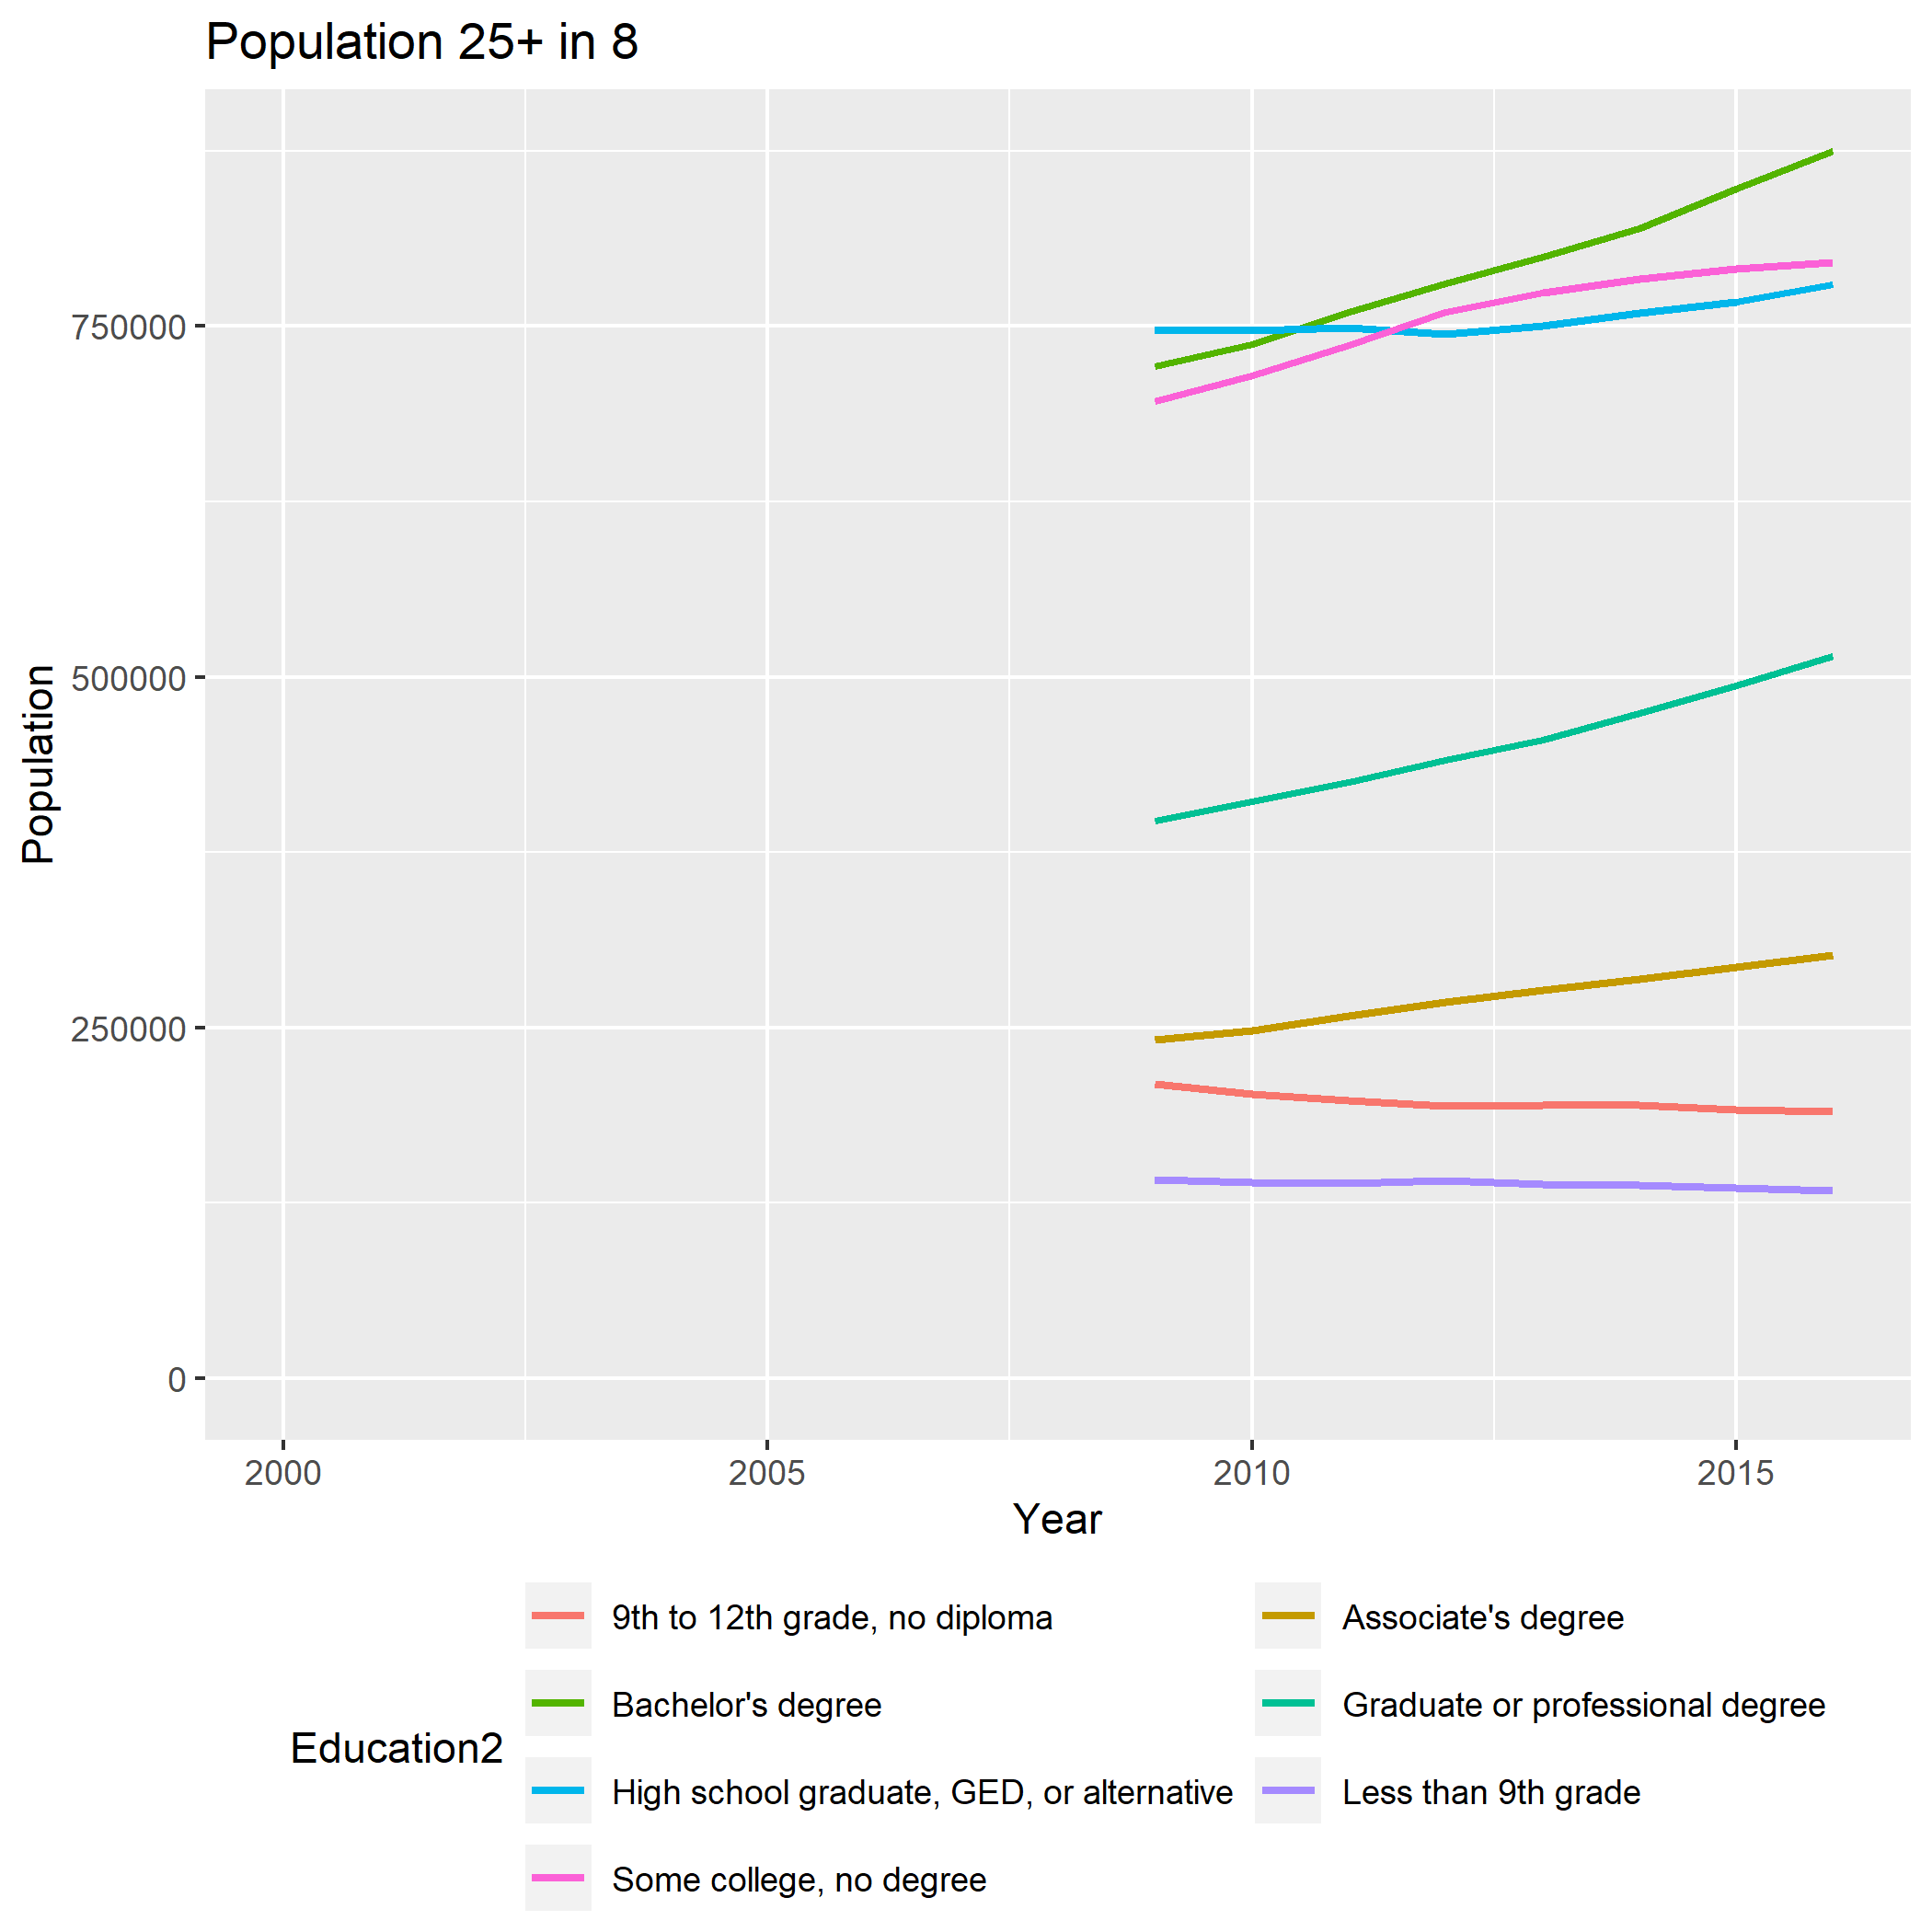 Population 25+ in 8
Population
750000
500000
250000
0
2000 2005 2010 2015
Year
Education2
9th to 12th grade, no diploma
Bachelor's degree
High school graduate, GED, or alternative
Some college, no degree
Associate's degree
Graduate or professional degree
Less than 9th grade